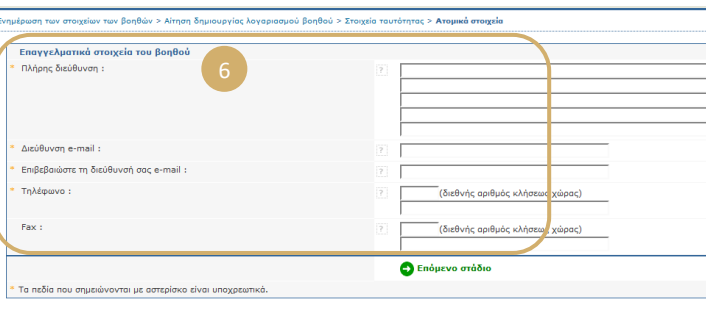 Ενημέρωση των στοιχείων των βοηθών > Αίτηση δημιουργίας λογαριασμού βοηθού > Στοιχεία ταυτότητας > Ατομικά στοιχεία
Επαγγελματικά στοιχεία του βοηθού
6
* Πλήρης διεύθυνση : ?
* Διεύθυνση e-mail : ?
* Επιβεβαιώστε τη διεύθυνσή σας e-mail : ?
* Τηλέφωνο : ? (διεθνής αριθμός κλήσεως χώρας)
Fax : ? (διεθνής αριθμός κλήσεως χώρας)
Επόμενο στάδιο
* Τα πεδία που σημειώνονται με αστερίσκο είναι υποχρεωτικά.